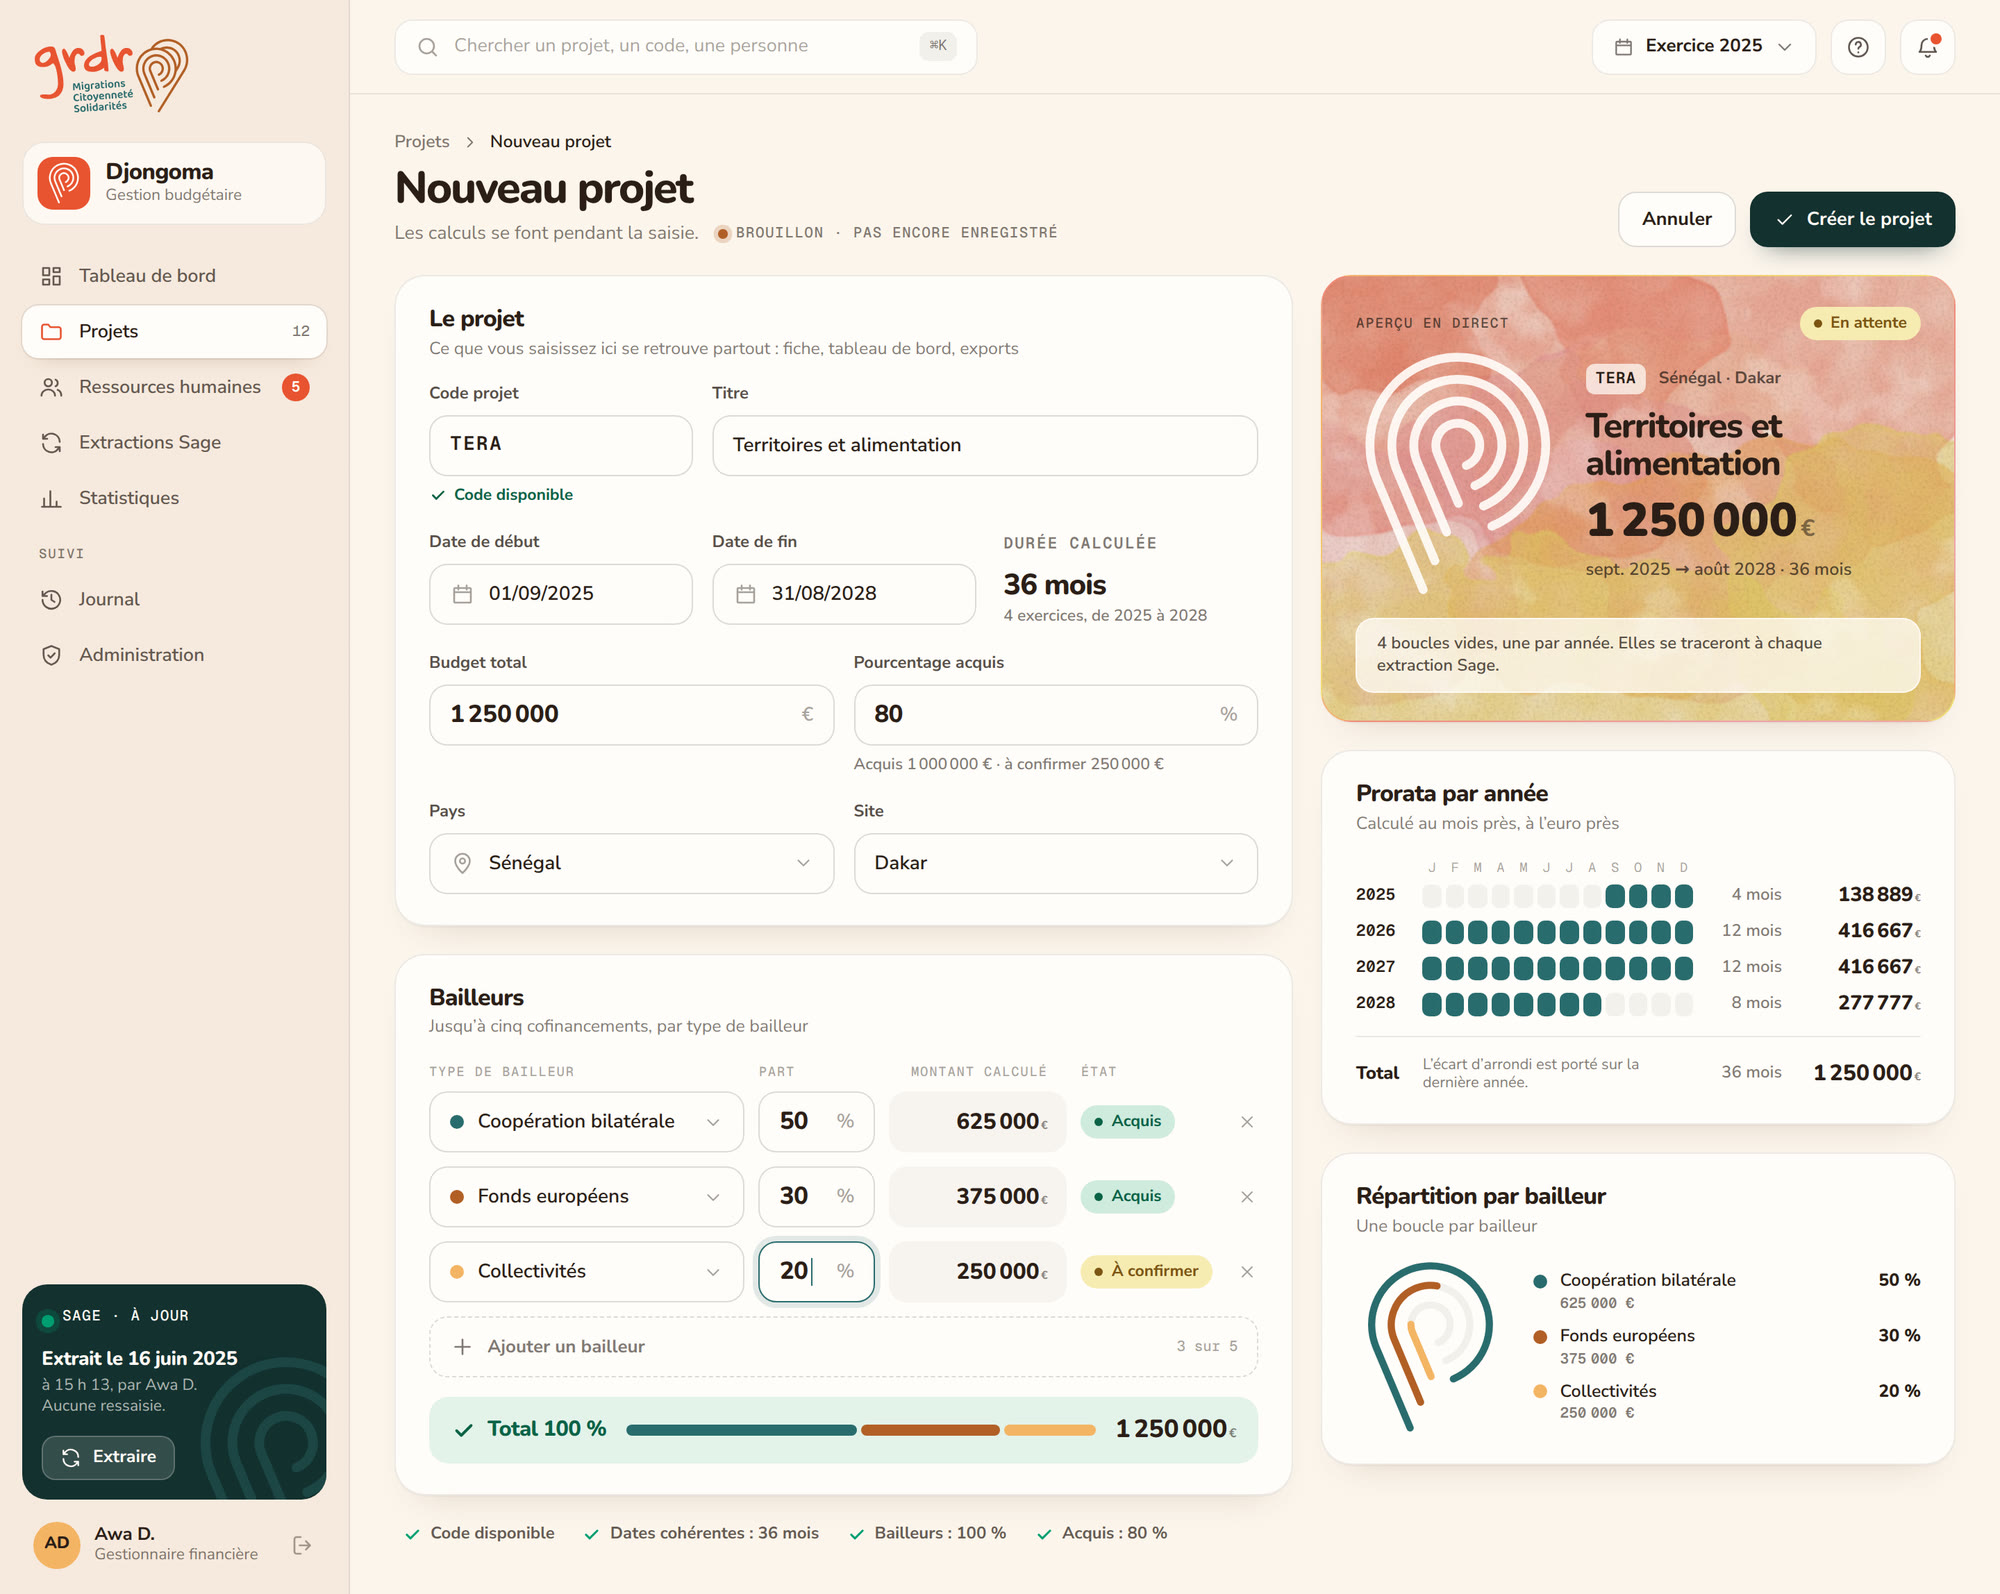 grdr
Migrations
Citoyenneté
Solidarités
Djongoma
Gestion budgétaire
Tableau de bord
Projets 12
Ressources humaines 5
Extractions Sage
Statistiques
SUIVI
Journal
Administration
SAGE · À JOUR
Extrait le 16 juin 2025
à 15 h 13, par Awa D.
Aucune ressaisie.
Extraire
AD
Awa D.
Gestionnaire financière
Chercher un projet, un code, une personne ⌘K
Exercice 2025
Projets > Nouveau projet
Nouveau projet
Les calculs se font pendant la saisie. BROUILLON · PAS ENCORE ENREGISTRÉ
Annuler
Créer le projet
Le projet
Ce que vous saisissez ici se retrouve partout : fiche, tableau de bord, exports
Code projet Titre
TERA Territoires et alimentation
Code disponible
Date de début Date de fin DURÉE CALCULÉE
01/09/2025 31/08/2028 36 mois
4 exercices, de 2025 à 2028
Budget total Pourcentage acquis
1 250 000 € 80 %
Acquis 1 000 000 € · à confirmer 250 000 €
Pays Site
Sénégal Dakar
Bailleurs
Jusqu'à cinq cofinancements, par type de bailleur
TYPE DE BAILLEUR PART MONTANT CALCULÉ ÉTAT
Coopération bilatérale 50 % 625 000 € Acquis
Fonds européens 30 % 375 000 € Acquis
Collectivités 20 % 250 000 € À confirmer
Ajouter un bailleur 3 sur 5
Total 100 % 1 250 000 €
Code disponible Dates cohérentes : 36 mois Bailleurs : 100 % Acquis : 80 %
APERÇU EN DIRECT En attente
TERA Sénégal · Dakar
Territoires et
alimentation
1 250 000 €
sept. 2025 → août 2028 · 36 mois
4 boucles vides, une par année. Elles se traceront à chaque
extraction Sage.
Prorata par année
Calculé au mois près, à l'euro près
J F M A M J J A S O N D
2025 4 mois 138 889 €
2026 12 mois 416 667 €
2027 12 mois 416 667 €
2028 8 mois 277 777 €
Total L'écart d'arrondi est porté sur la
dernière année. 36 mois 1 250 000 €
Répartition par bailleur
Une boucle par bailleur
Coopération bilatérale 50 %
625 000 €
Fonds européens 30 %
375 000 €
Collectivités 20 %
250 000 €